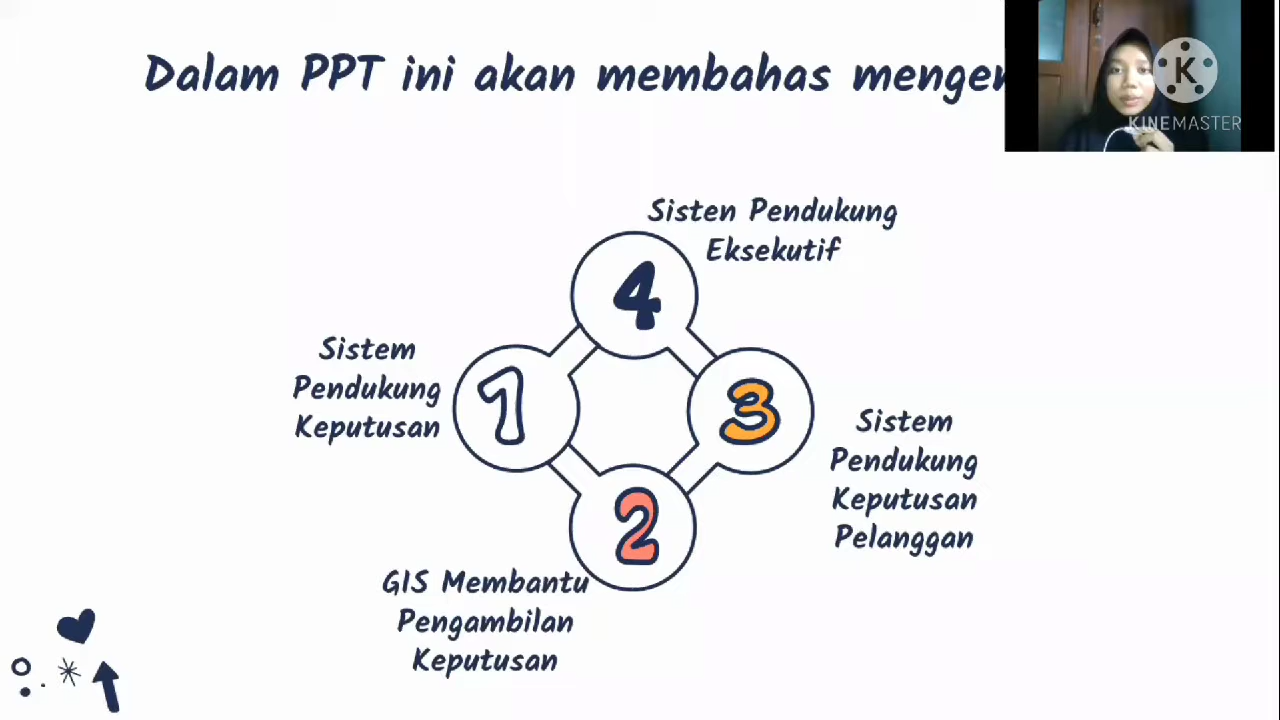 Dalam PPT ini akan membahas
K
KINEMASTER
Sisten Pendukung
Eksekutif
4
Sistem
Pendukung
Keputusan
1
3
Sistem
Pendukung
Keputusan
Pelanggan
2
GIS Membantu
Pengambilan
Keputusan